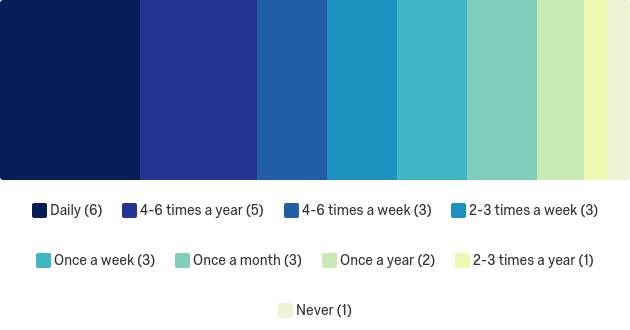 Daily (6) 4-6 times a year (5) 4-6 times a week (3) 2-3 times a week (3)
Once a week (3) Once a month (3) Once a year (2) 2-3 times a year (1)
Never (1)